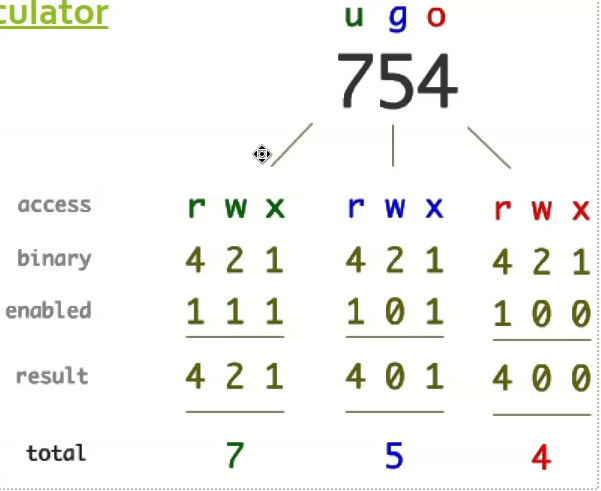 culator
u g o
754
access r w x r w x r w x
binary 4 2 1 4 2 1 4 2 1
enabled 1 1 1 1 0 1 1 0 0
result 4 2 1 4 0 1 4 0 0
total 7 5 4